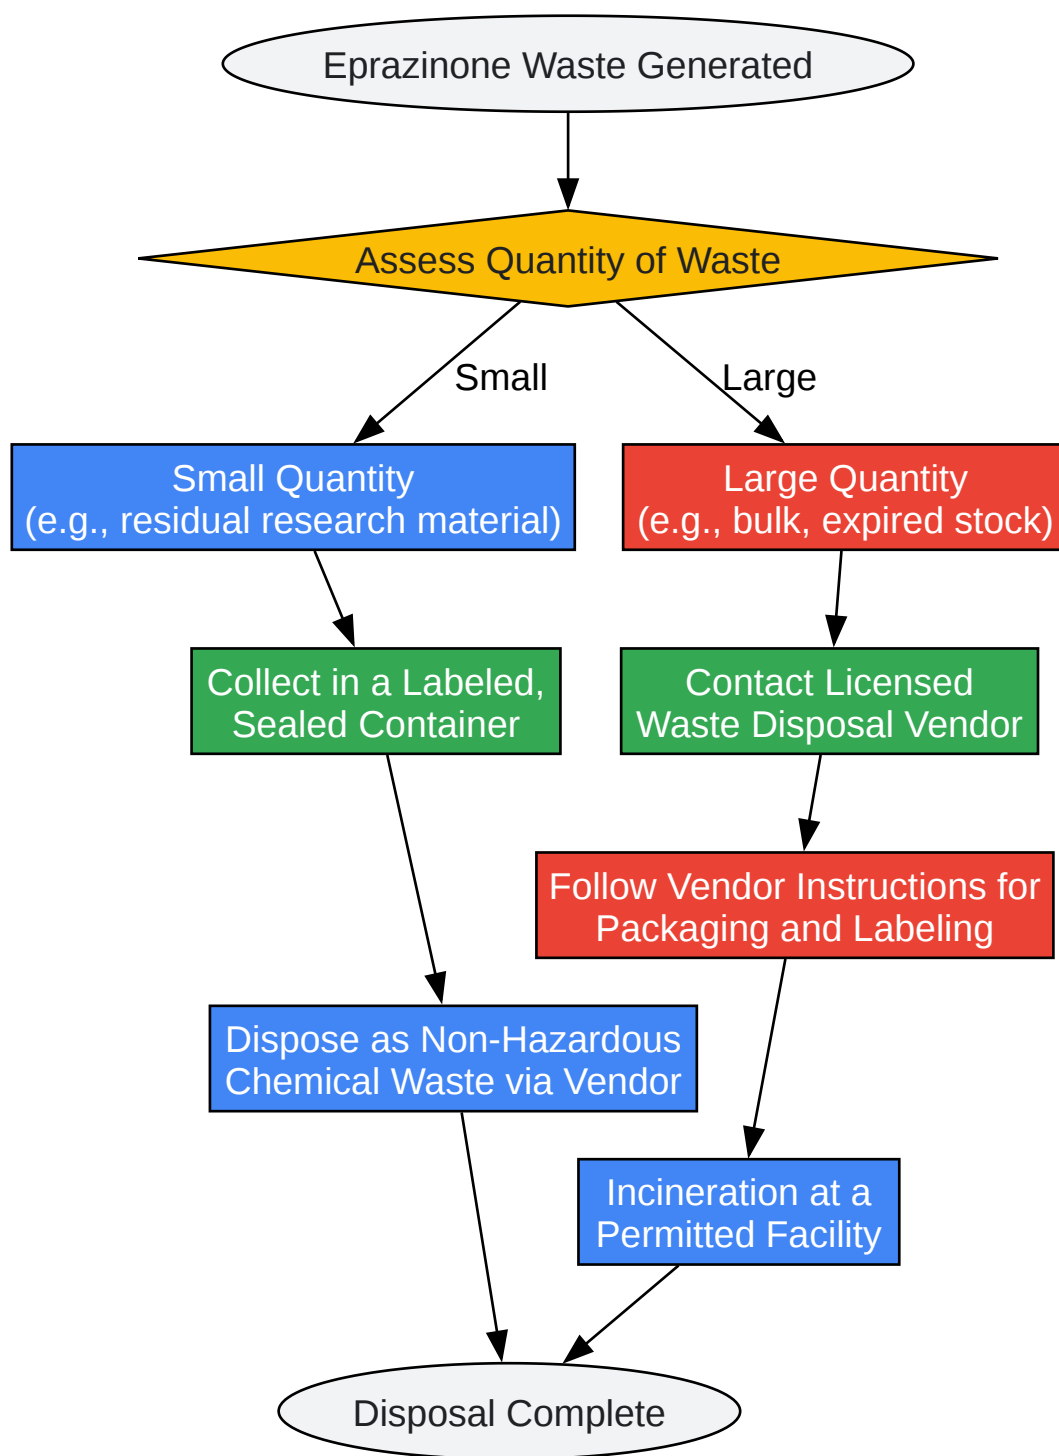 Eprazinone Waste Generated
Assess Quantity of Waste
Small
Large
Small Quantity
(e.g., residual research material)
Large Quantity
(e.g., bulk, expired stock)
Collect in a Labeled,
Sealed Container
Contact Licensed
Waste Disposal Vendor
Follow Vendor Instructions for
Packaging and Labeling
Dispose as Non-Hazardous
Chemical Waste via Vendor
Incineration at a
Permitted Facility
Disposal Complete